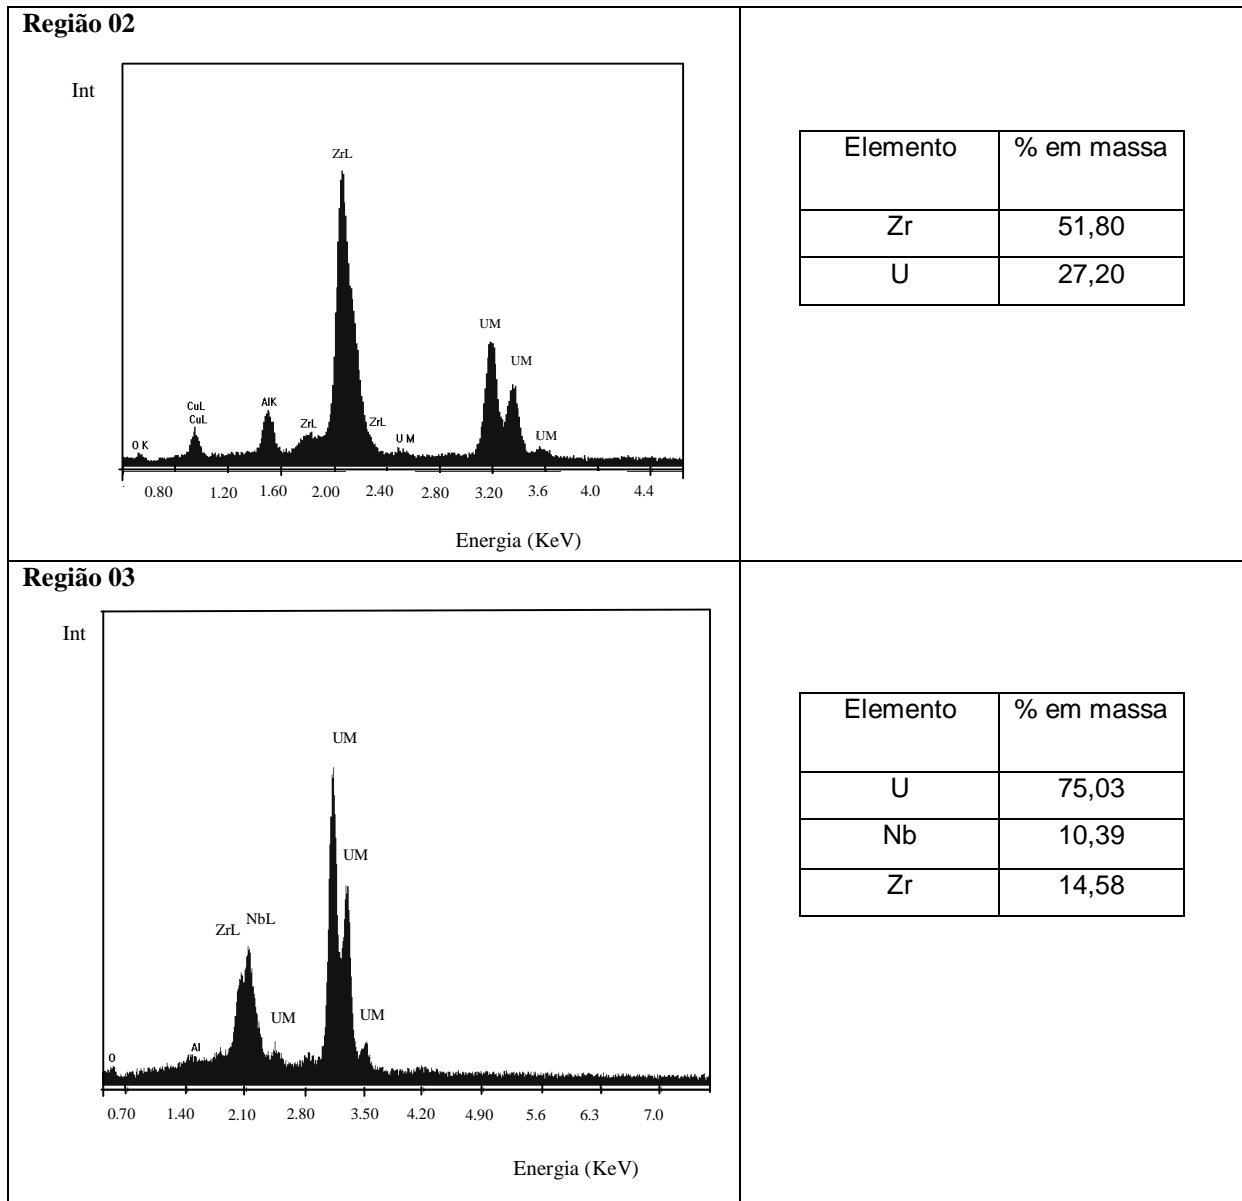 Região 02
Int
ZrL
UM
UM
CuL
CuL
AlK
ZrL
ZrL
O K
U M
UM
0.80 1.20 1.60 2.00 2.40 2.80 3.20 3.6 4.0 4.4
Energia (KeV)
Elemento % em massa
Zr 51,80
U 27,20
Região 03
Int
UM
UM
ZrL NbL
UM
UM
O
Al
0.70 1.40 2.10 2.80 3.50 4.20 4.90 5.6 6.3 7.0
Energia (KeV)
Elemento % em massa
U 75,03
Nb 10,39
Zr 14,58